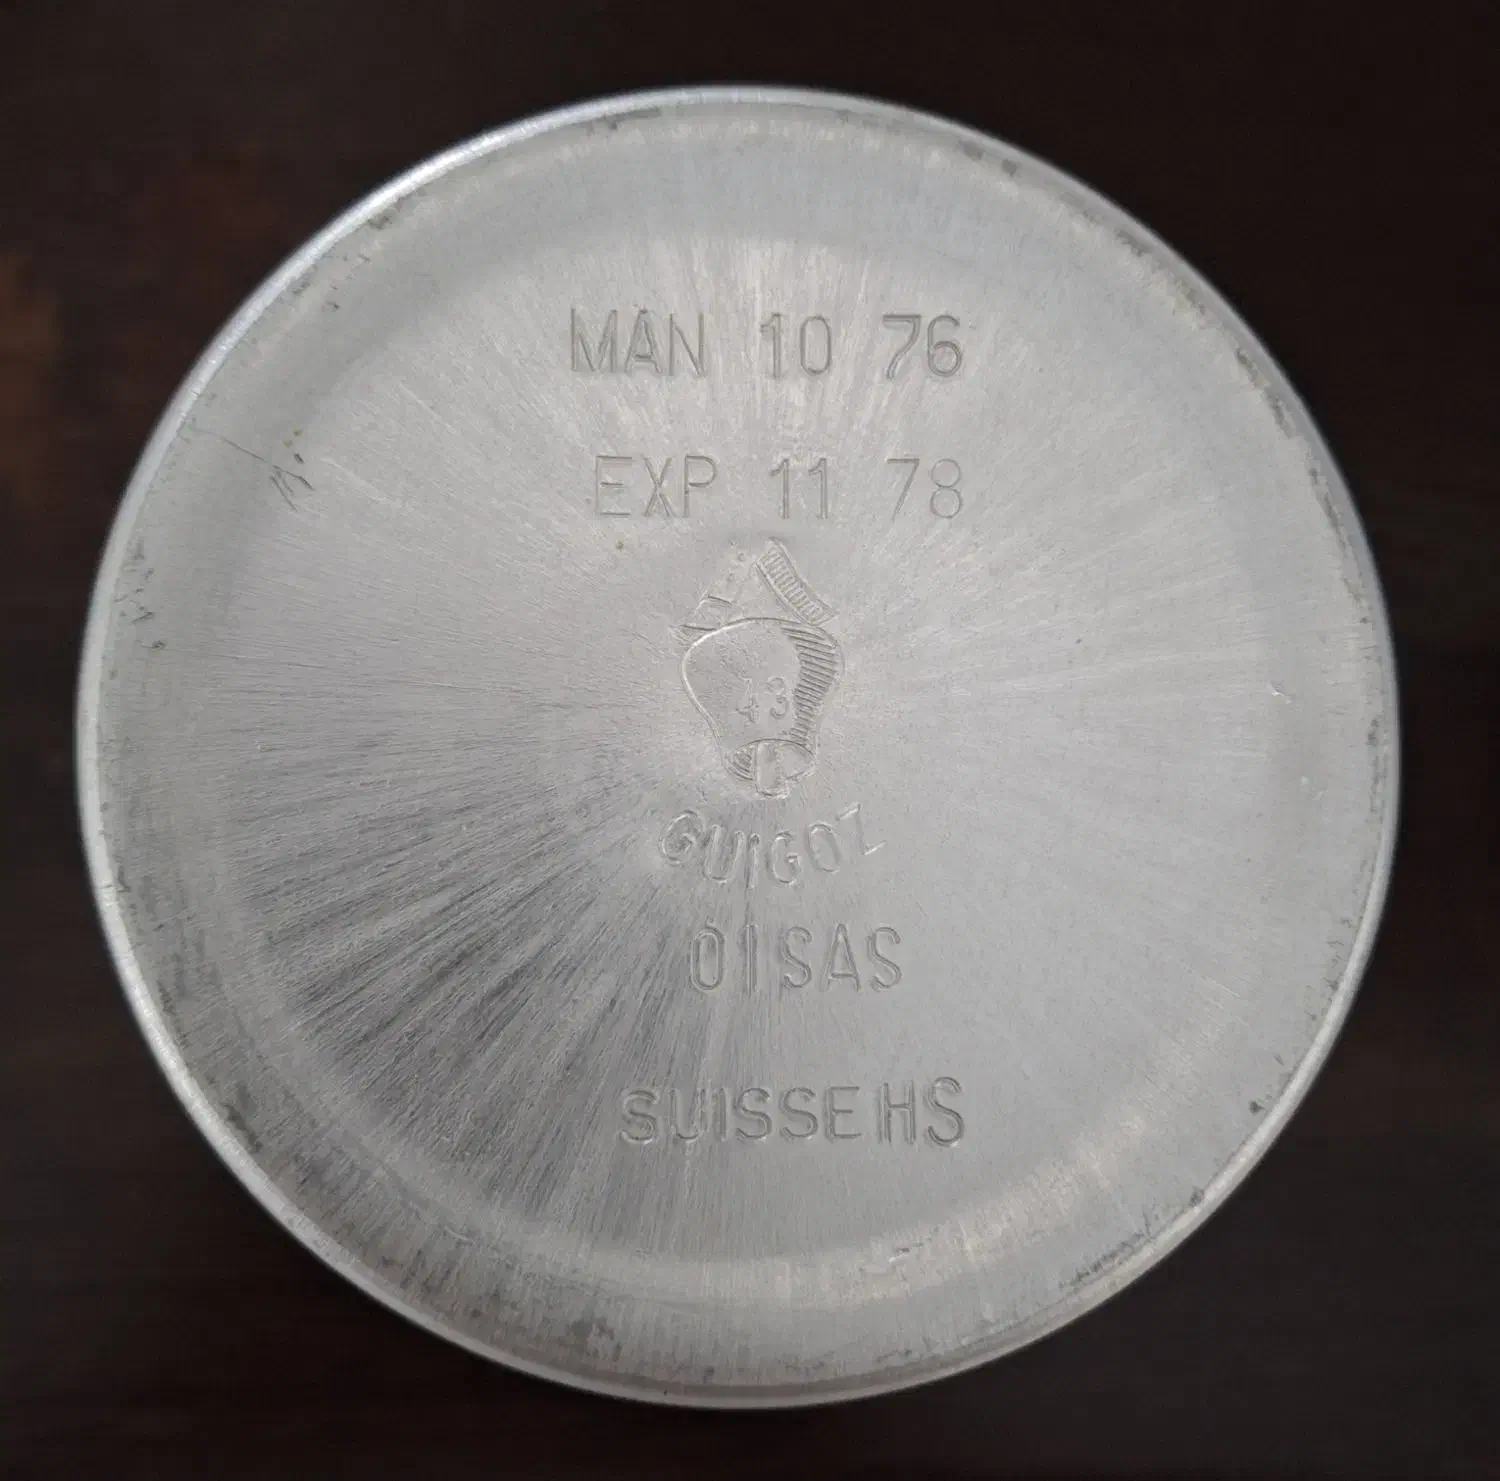 MAN 10 76
EXP 11 78
43
GUIGOZ
01SAS
SUISSE HS